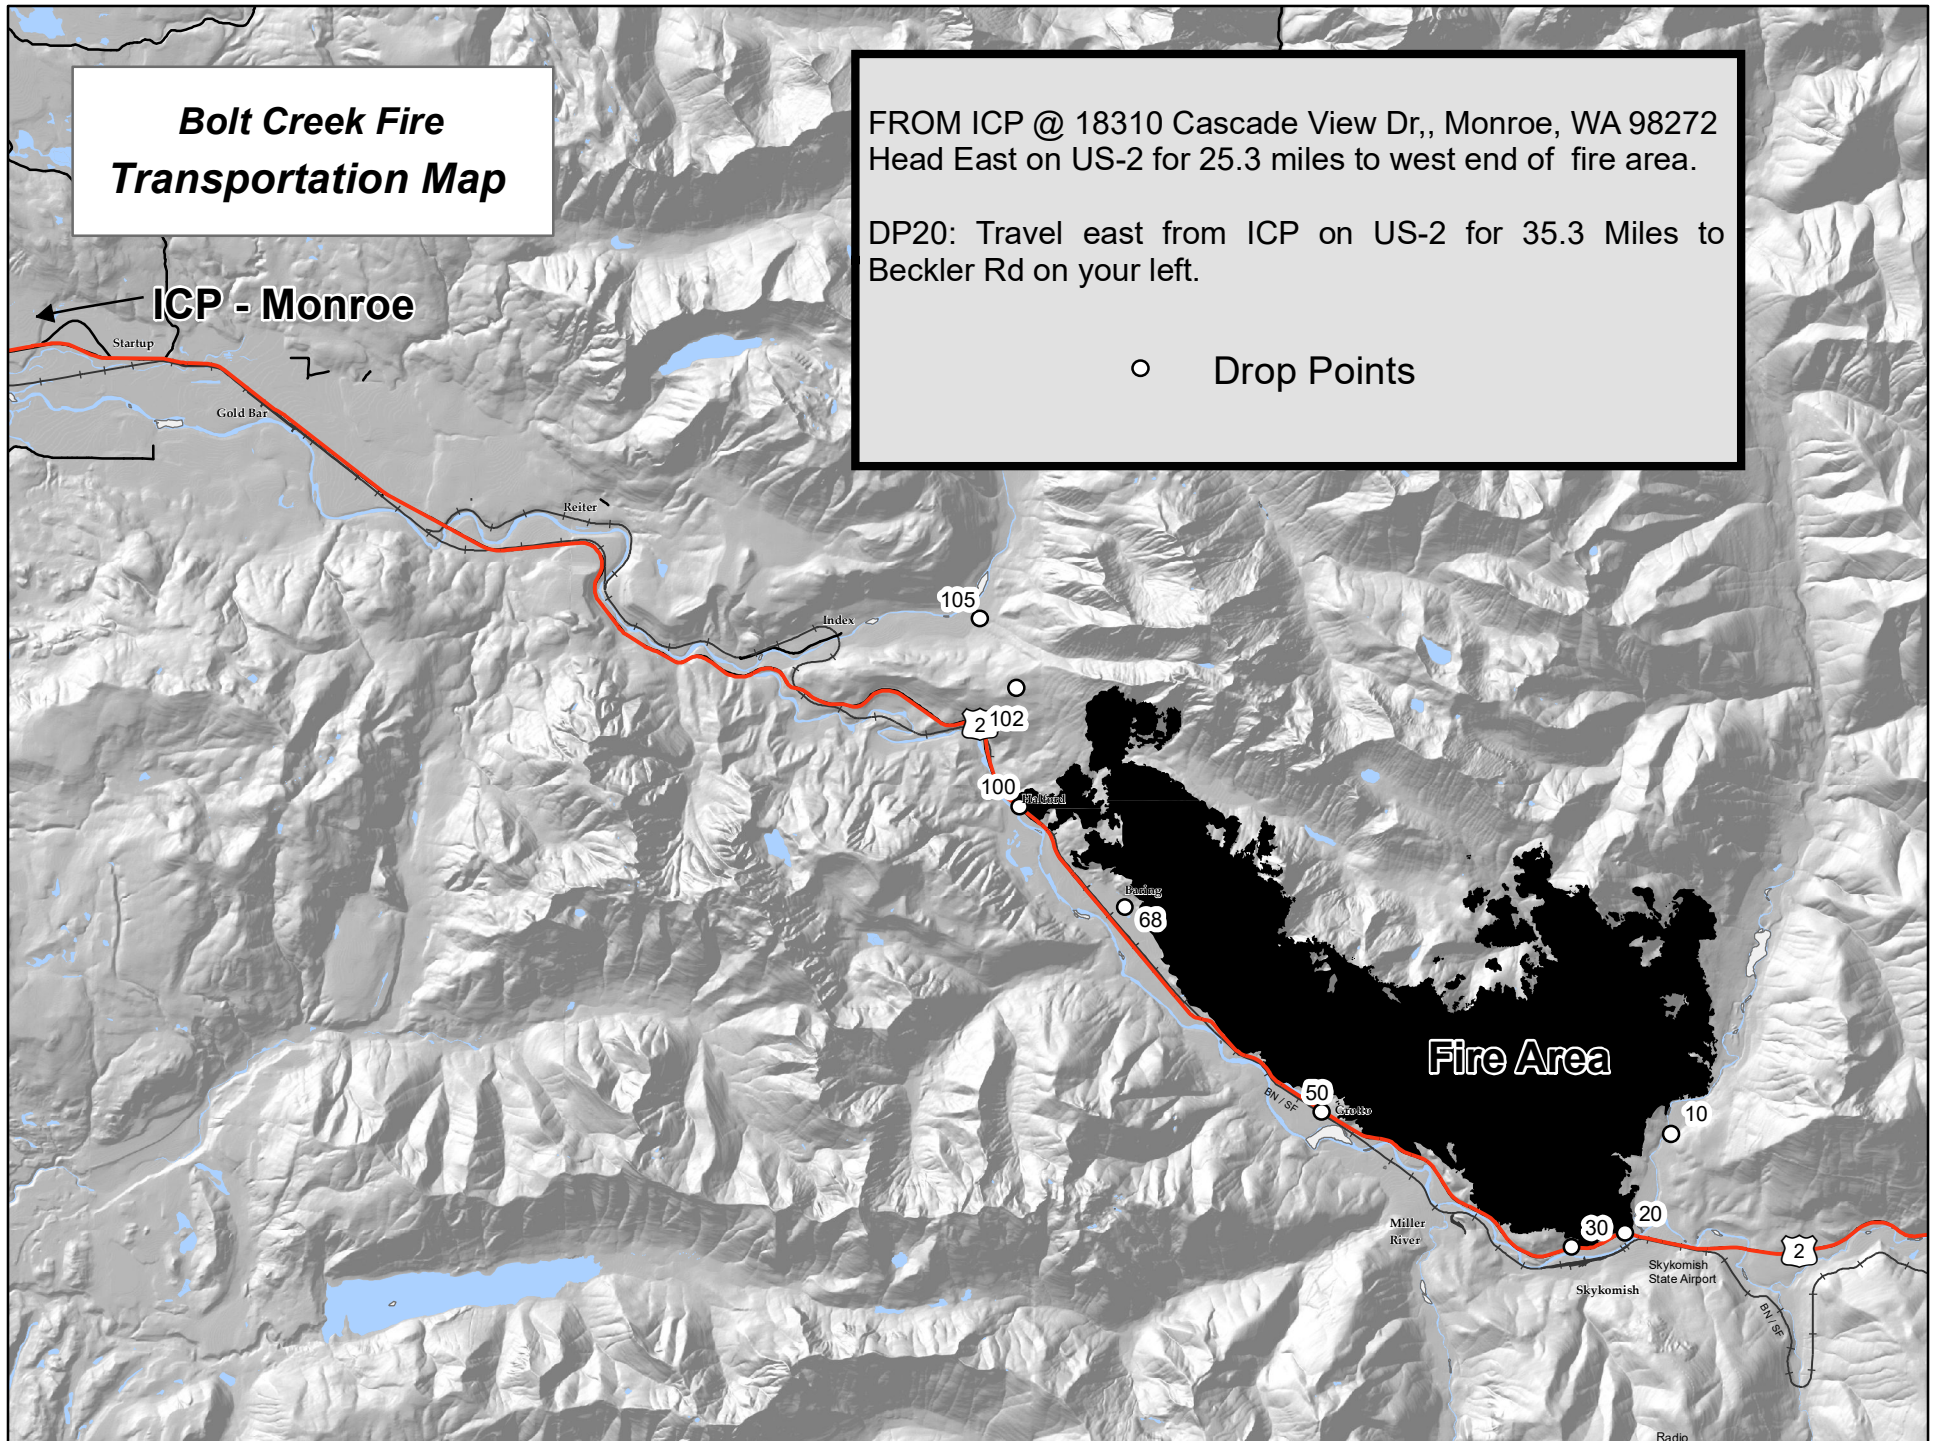 Bolt Creek Fire
Transportation Map
FROM ICP @ 18310 Cascade View Dr,, Monroe, WA 98272
Head East on US-2 for 25.3 miles to west end of fire area.
DP20: Travel east from ICP on US-2 for 35.3 Miles to
Beckler Rd on your left.
Drop Points
ICP - Monroe
Startup
Gold Bar
Reiter
Index
105
2
102
100
Halford
Baring
68
Fire Area
50
Grotto
BN / SF
10
20
30
Miller
River
2
Skykomish
State Airport
Skykomish
BN / SF
Radio